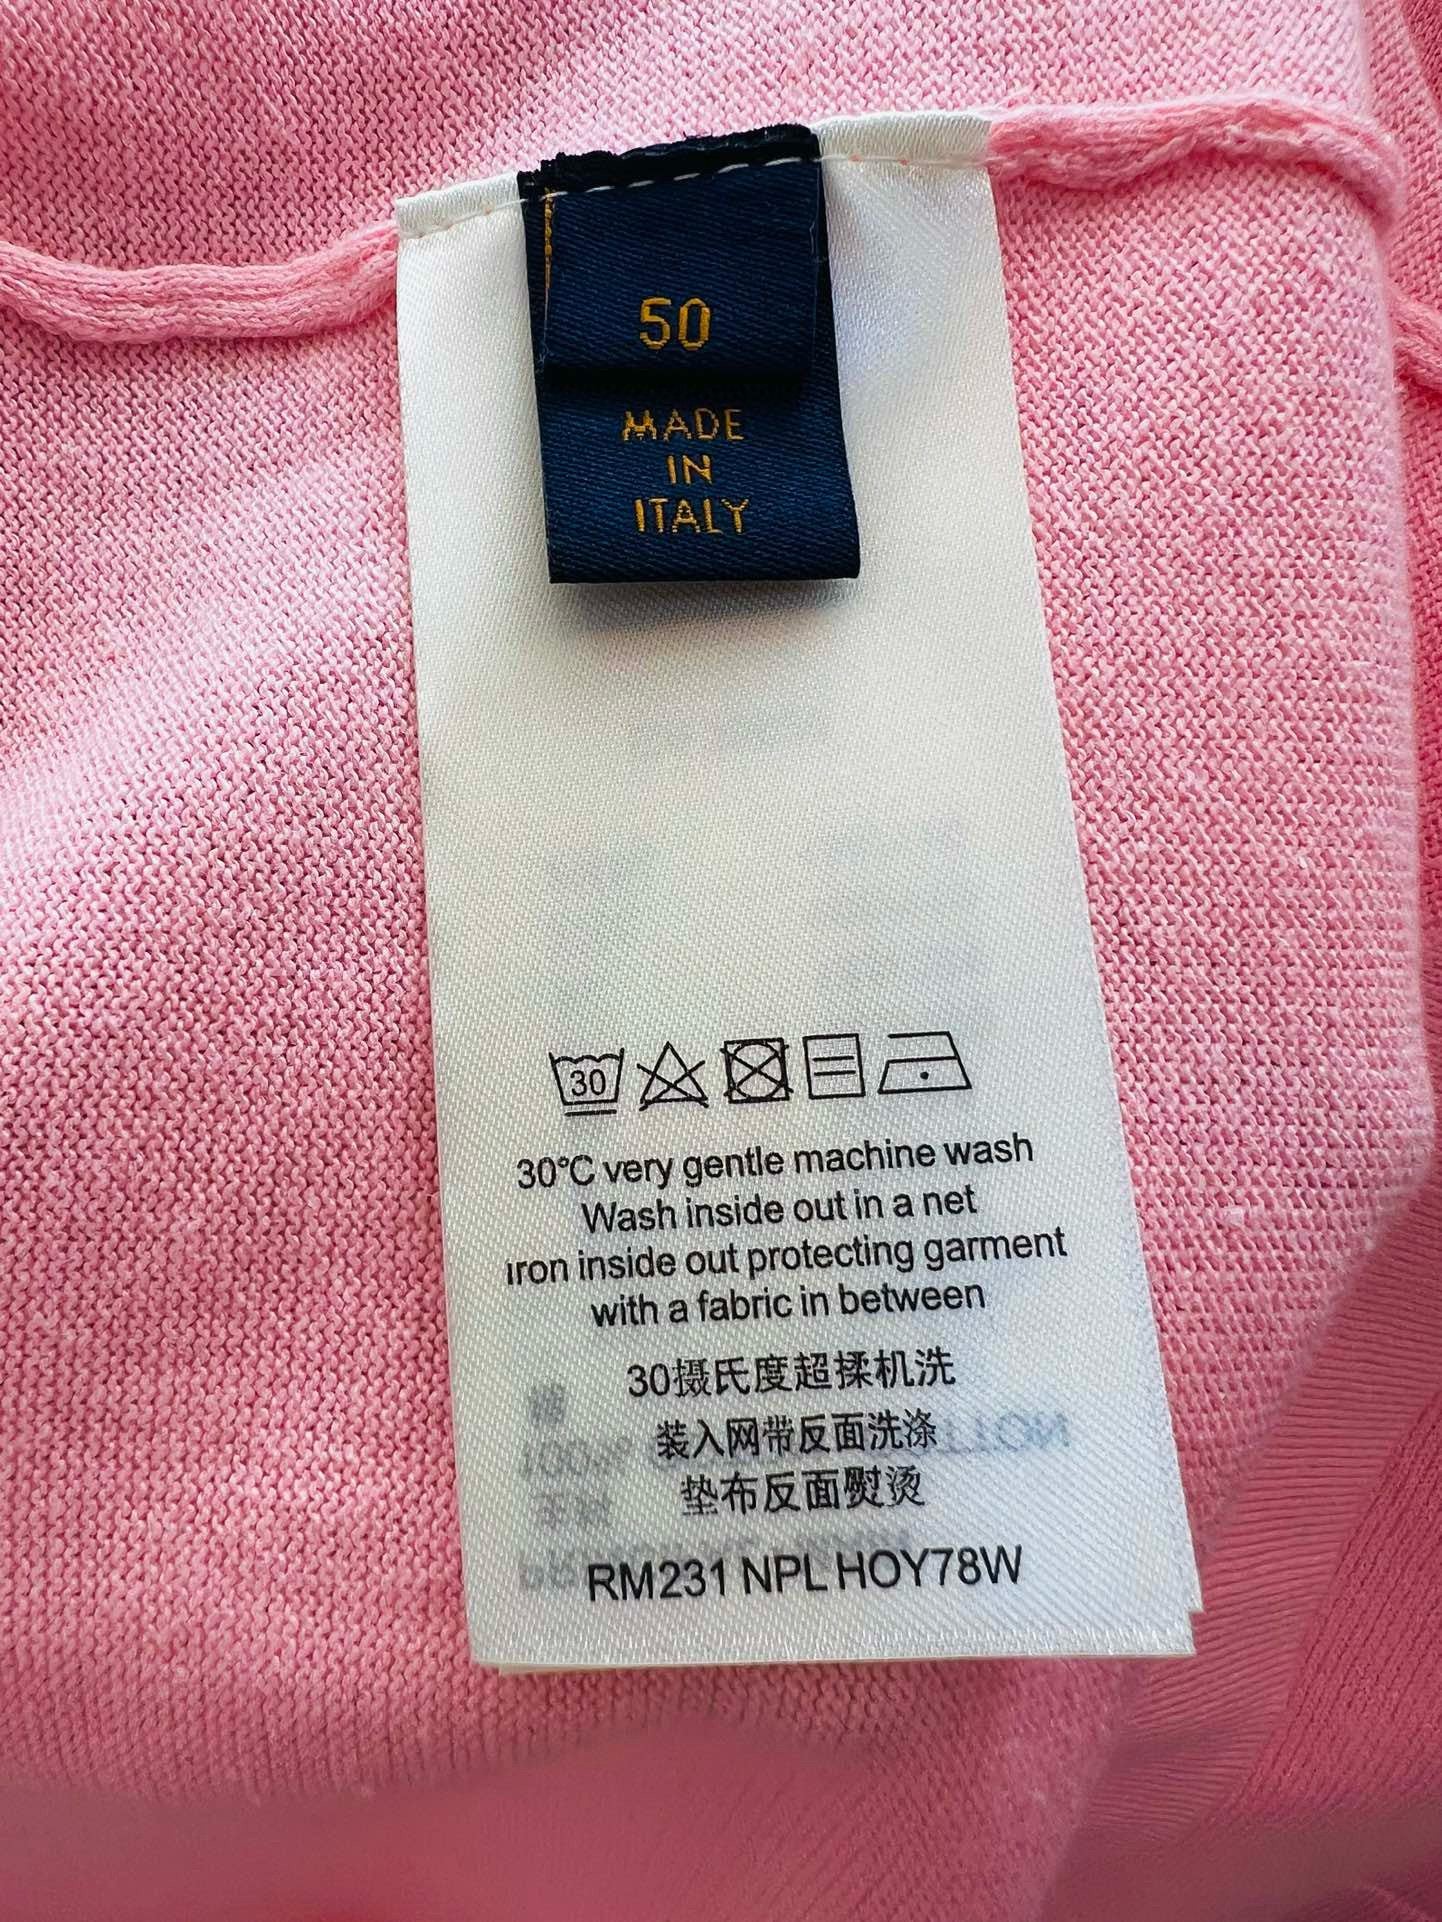 50
MADE
IN
ITALY
30
30°C very gentle machine wash
Wash inside out in a net
iron inside out protecting garment
with a fabric in between
30摄氏度超揉机洗
装入网带反面洗涤
垫布反面熨烫
RM231 NPL HOY78W